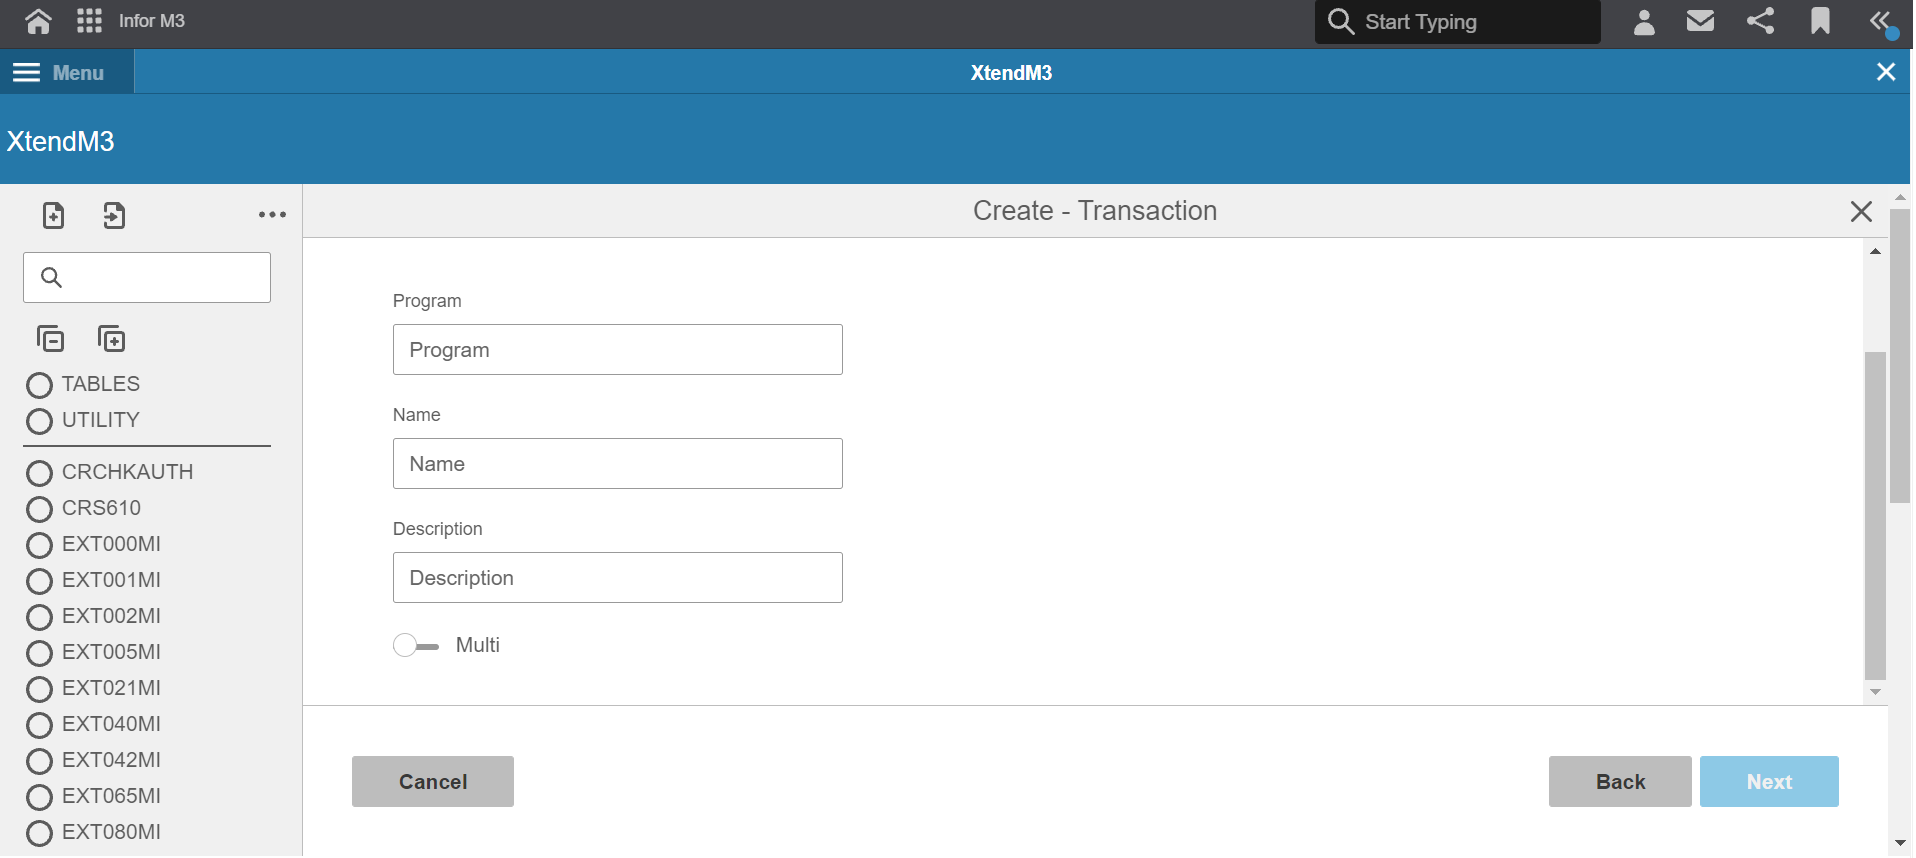 Infor M3
Start Typing
Menu
XtendM3
XtendM3
Create - Transaction
Program
Program
Name
Name
Description
Description
Multi
TABLES
UTILITY
CRCHKAUTH
CRS610
EXT000MI
EXT001MI
EXT002MI
EXT005MI
EXT021MI
EXT040MI
EXT042MI
EXT065MI
EXT080MI
Cancel
Back
Next